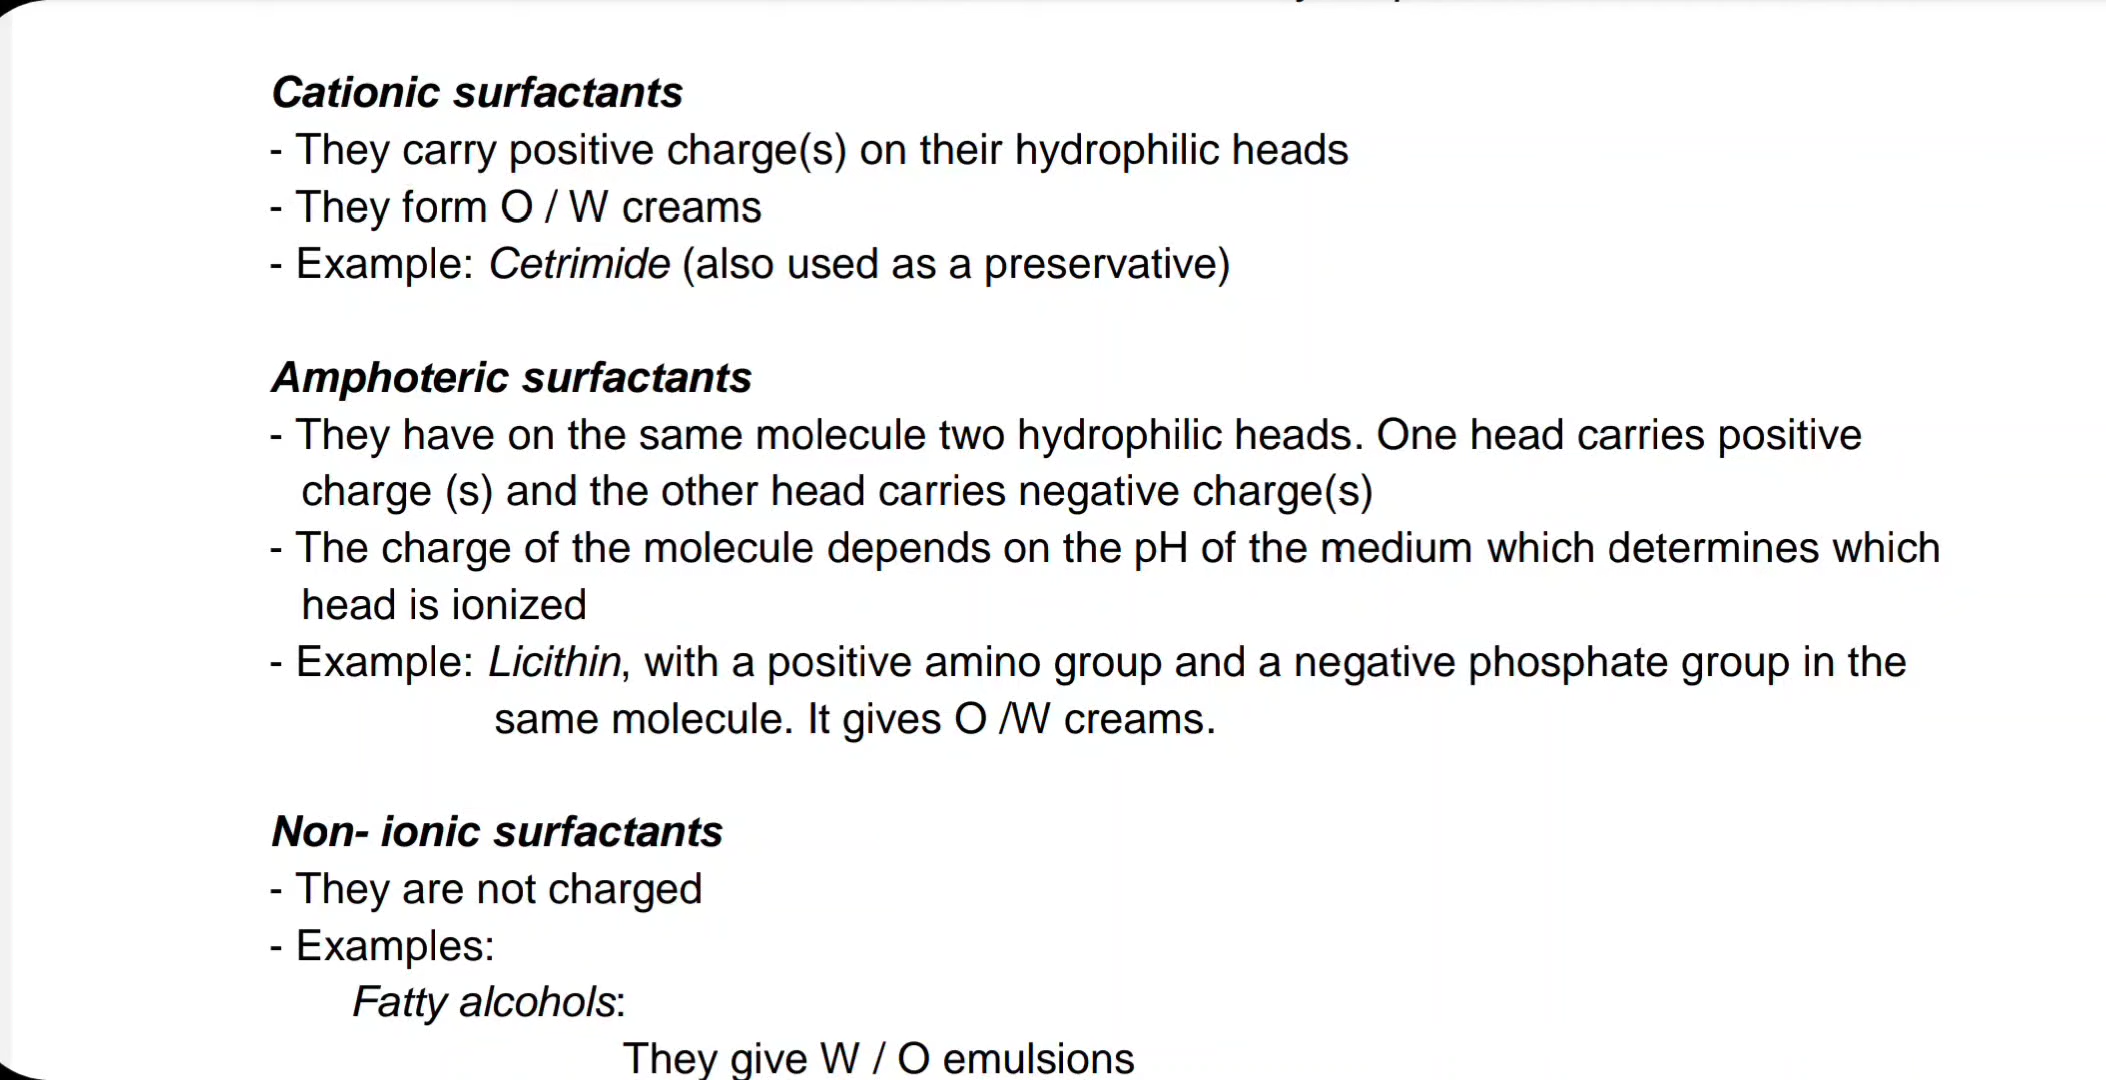 Cationic surfactants
- They carry positive charge(s) on their hydrophilic heads
- They form O / W creams
- Example: Cetrimide (also used as a preservative)
Amphoteric surfactants
- They have on the same molecule two hydrophilic heads. One head carries positive
charge (s) and the other head carries negative charge(s)
- The charge of the molecule depends on the pH of the medium which determines which
head is ionized
- Example: Licithin, with a positive amino group and a negative phosphate group in the
same molecule. It gives O /W creams.
Non- ionic surfactants
- They are not charged
- Examples:
Fatty alcohols:
They give W / O emulsions